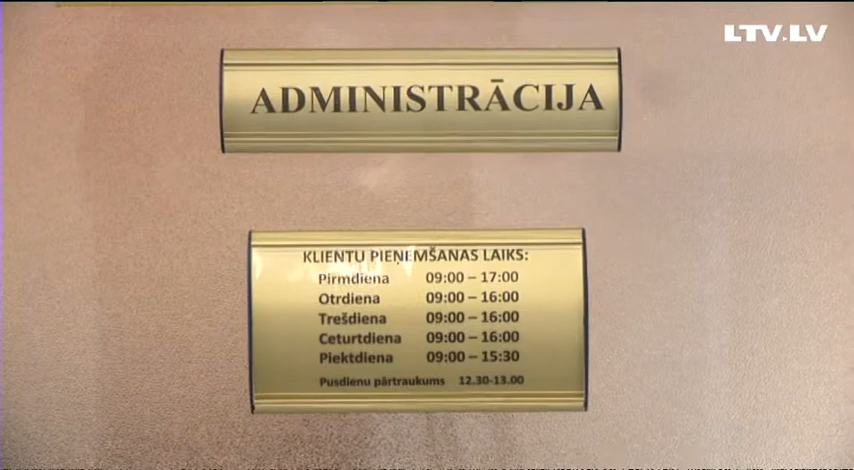 LTV.LV
ADMINISTRĀCIJA
KLIENTU PIEŅEMŠANAS LAIKS:
Pirmdiena 09:00 – 17:00
Otrdiena 09:00 – 16:00
Trešdiena 09:00 – 16:00
Ceturtdiena 09:00 – 16:00
Piektdiena 09:00 – 15:30
Pusdienu pārtraukums 12.30-13.00